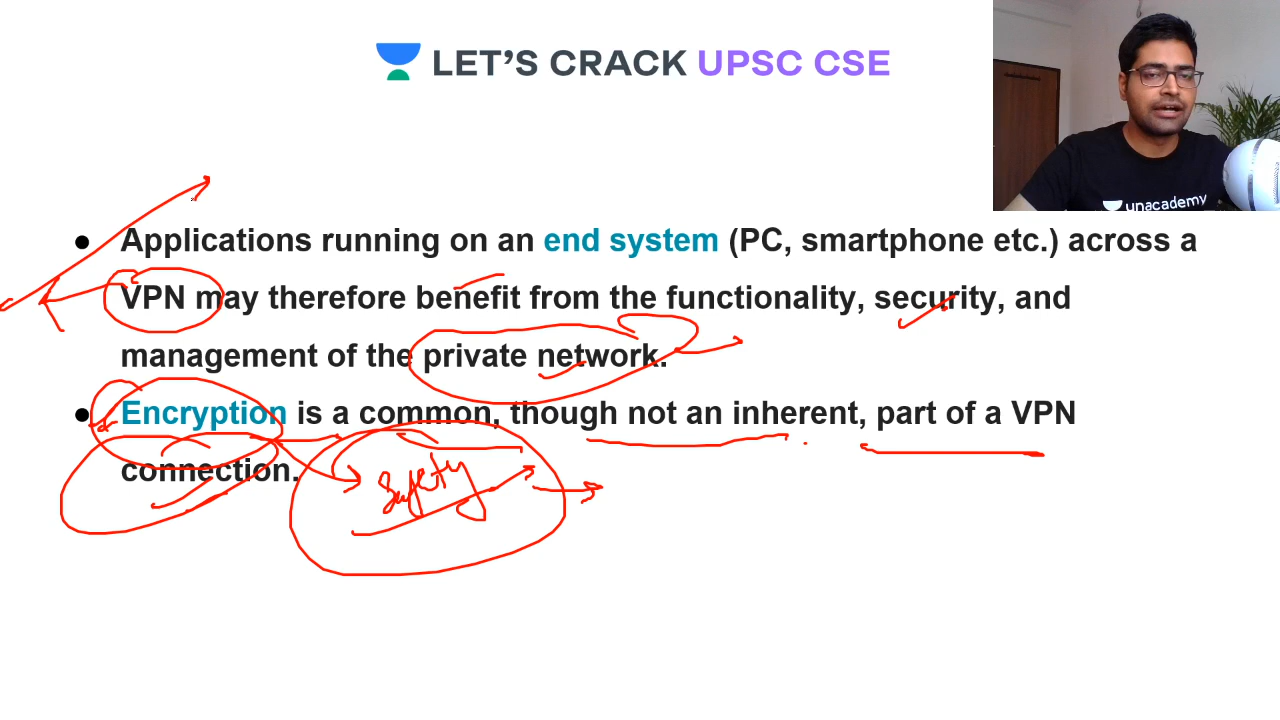 LET'S CRACK UPSC CSE
unacademy
● Applications running on an end system (PC, smartphone etc.) across a
VPN may therefore benefit from the functionality, security, and
management of the private network.
● Encryption is a common, though not an inherent, part of a VPN
connection.
Safety